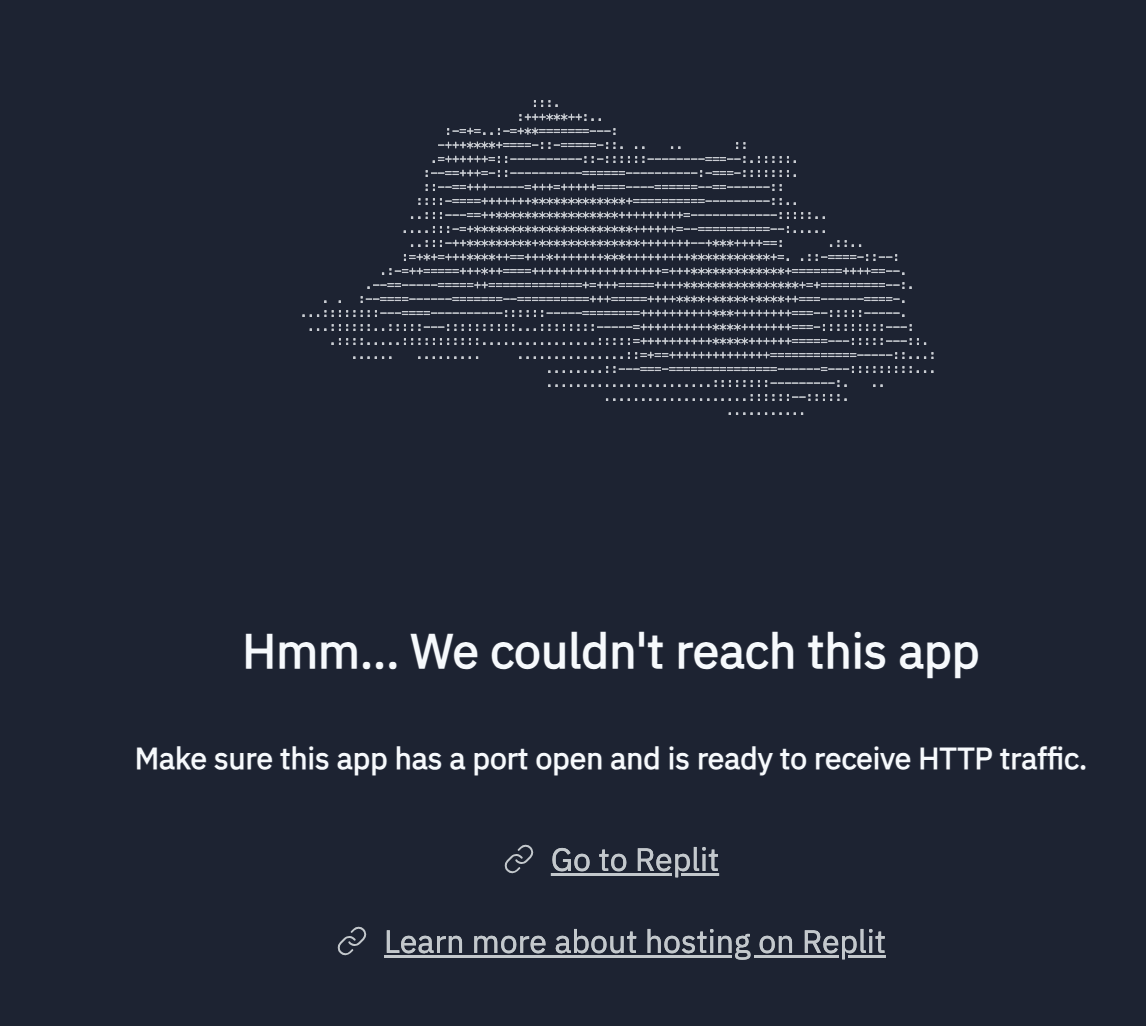 Hmm... We couldn't reach this app
Make sure this app has a port open and is ready to receive HTTP traffic.
Go to Replit
Learn more about hosting on Replit